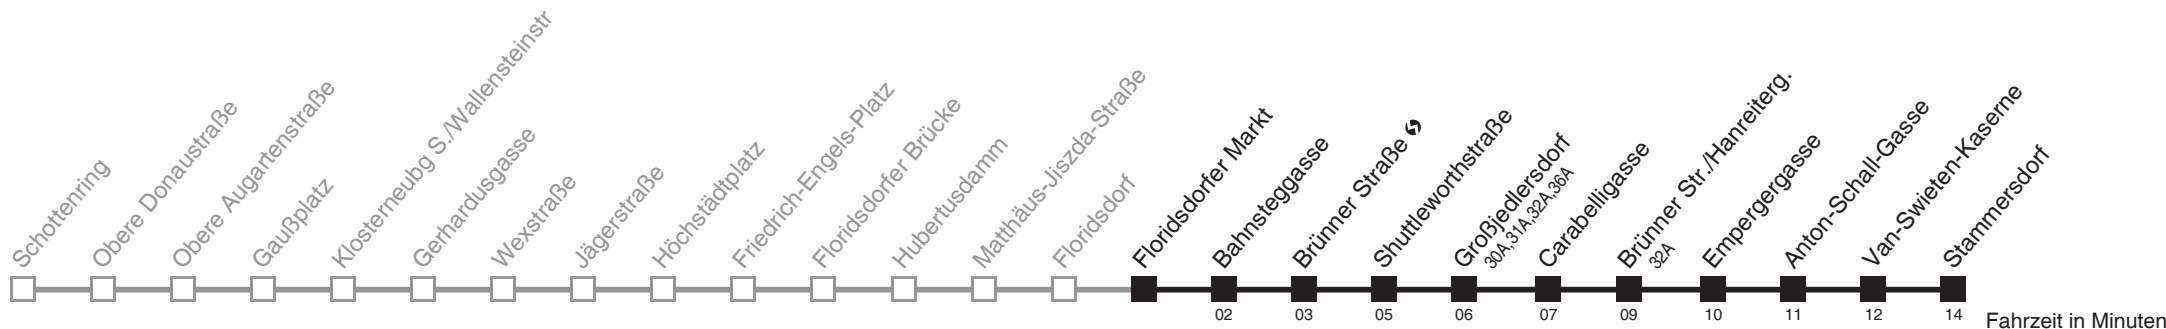 Schottenring
Obere Donaustraße
Obere Augartenstraße
Gaußplatz
Klosterneubg S./Wallensteinstr
Gerhardusgasse
Wexstraße
Jägerstraße
Höchstädtplatz
Friedrich-Engels-Platz
Floridsdorfer Brücke
Hubertusdamm
Matthäus-Jiszda-Straße
Floridsdorf
Floridsdorfer Markt
Bahnsteggasse
02
Brünner Straße
03
Shuttleworthstraße
05
Großjedlersdorf
30A,31A,32A,36A
06
Carabelligasse
07
Brünner Str./Hanreiterg.
32A
09
Empergergasse
10
Anton-Schall-Gasse
11
Van-Swieten-Kaserne
12
Stammersdorf
14
Fahrzeit in Minuten